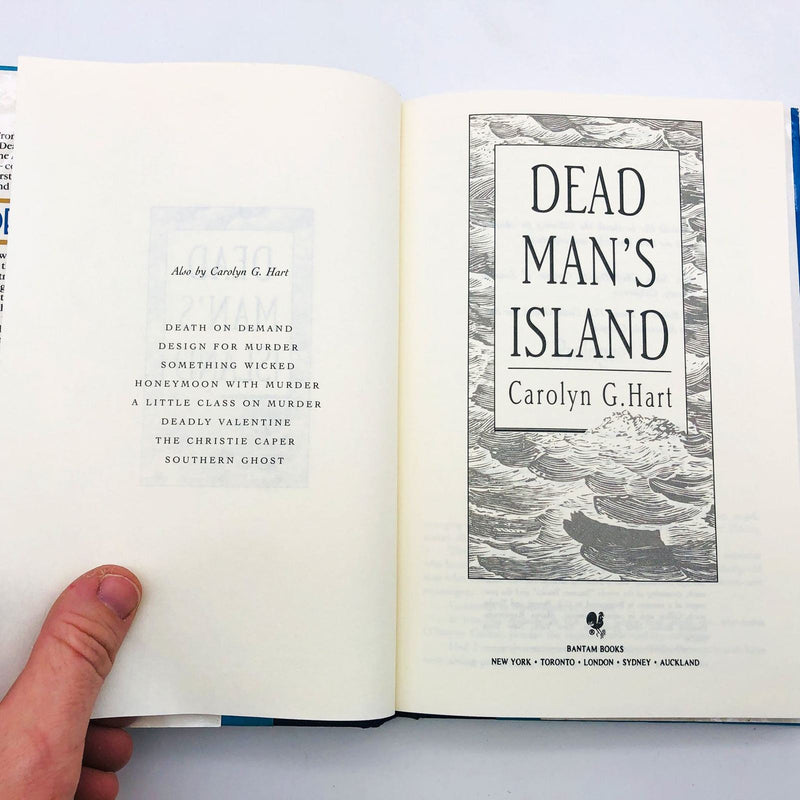 Also by Carolyn G. Hart
DEATH ON DEMAND
DESIGN FOR MURDER
SOMETHING WICKED
HONEYMOON WITH MURDER
A LITTLE CLASS ON MURDER
DEADLY VALENTINE
THE CHRISTIE CAPER
SOUTHERN GHOST
DEAD
MAN'S
ISLAND
Carolyn G. Hart
BANTAM BOOKS
NEW YORK • TORONTO • LONDON • SYDNEY • AUCKLAND